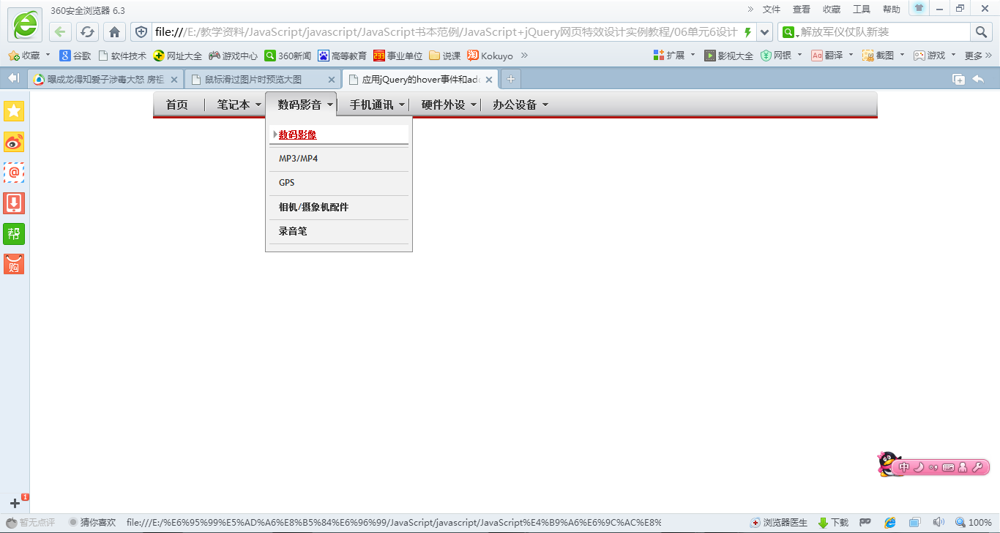 360安全浏览器 6.3
» 文件 查看 收藏 工具 帮助
file:///E:/教学资料/JavaScript/javascript/JavaScript书本范例/JavaScript+jQuery网页特效设计实例教程/06单元6设计 解放军仪仗队新装
收藏 谷歌 软件技术 网址大全 游戏中心 360新闻 高等教育 事业单位 说课 Kokuyo » 扩展 影视大全 网银 翻译 截图 游戏 更多 »
曝成龙得知爱子涉毒大怒 房祖 鼠标滑过图片时预览大图 应用jQuery的hover事件和add
首页 笔记本 数码影音 手机通讯 硬件外设 办公设备
数码影像
MP3/MP4
GPS
相机/摄象机配件
录音笔
@
帮
购
中
1
暂无点评 猜你喜欢 file:///E:/%E6%95%99%E5%AD%A6%E8%B5%84%E6%96%99/JavaScript/javascript/JavaScript%E4%B9%A6%E6%9C%AC%E8% 浏览器医生 下载 100%